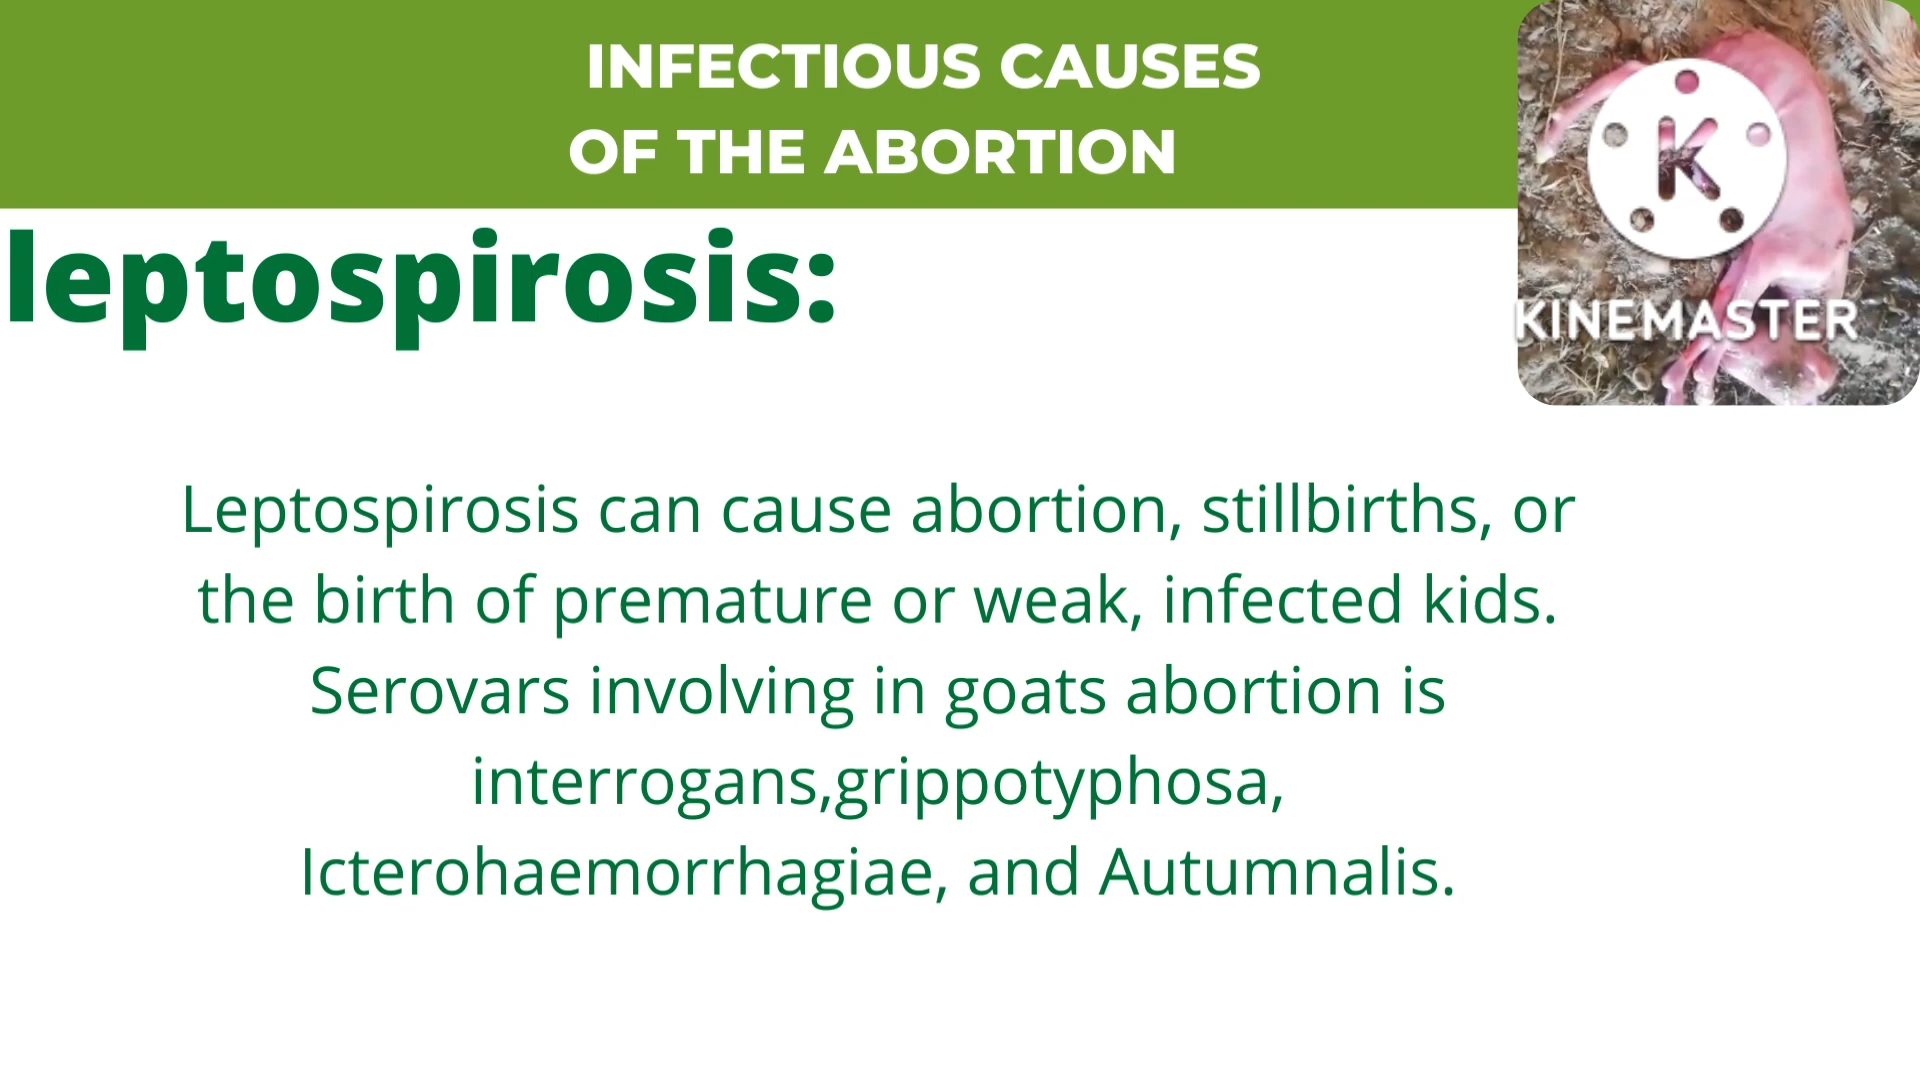 INFECTIOUS CAUSES
OF THE ABORTION
leptospirosis:
K
KINEMASTER
Leptospirosis can cause abortion, stillbirths, or
the birth of premature or weak, infected kids.
Serovars involving in goats abortion is
interrogans,grippotyphosa,
Icterohaemorrhagiae, and Autumnalis.